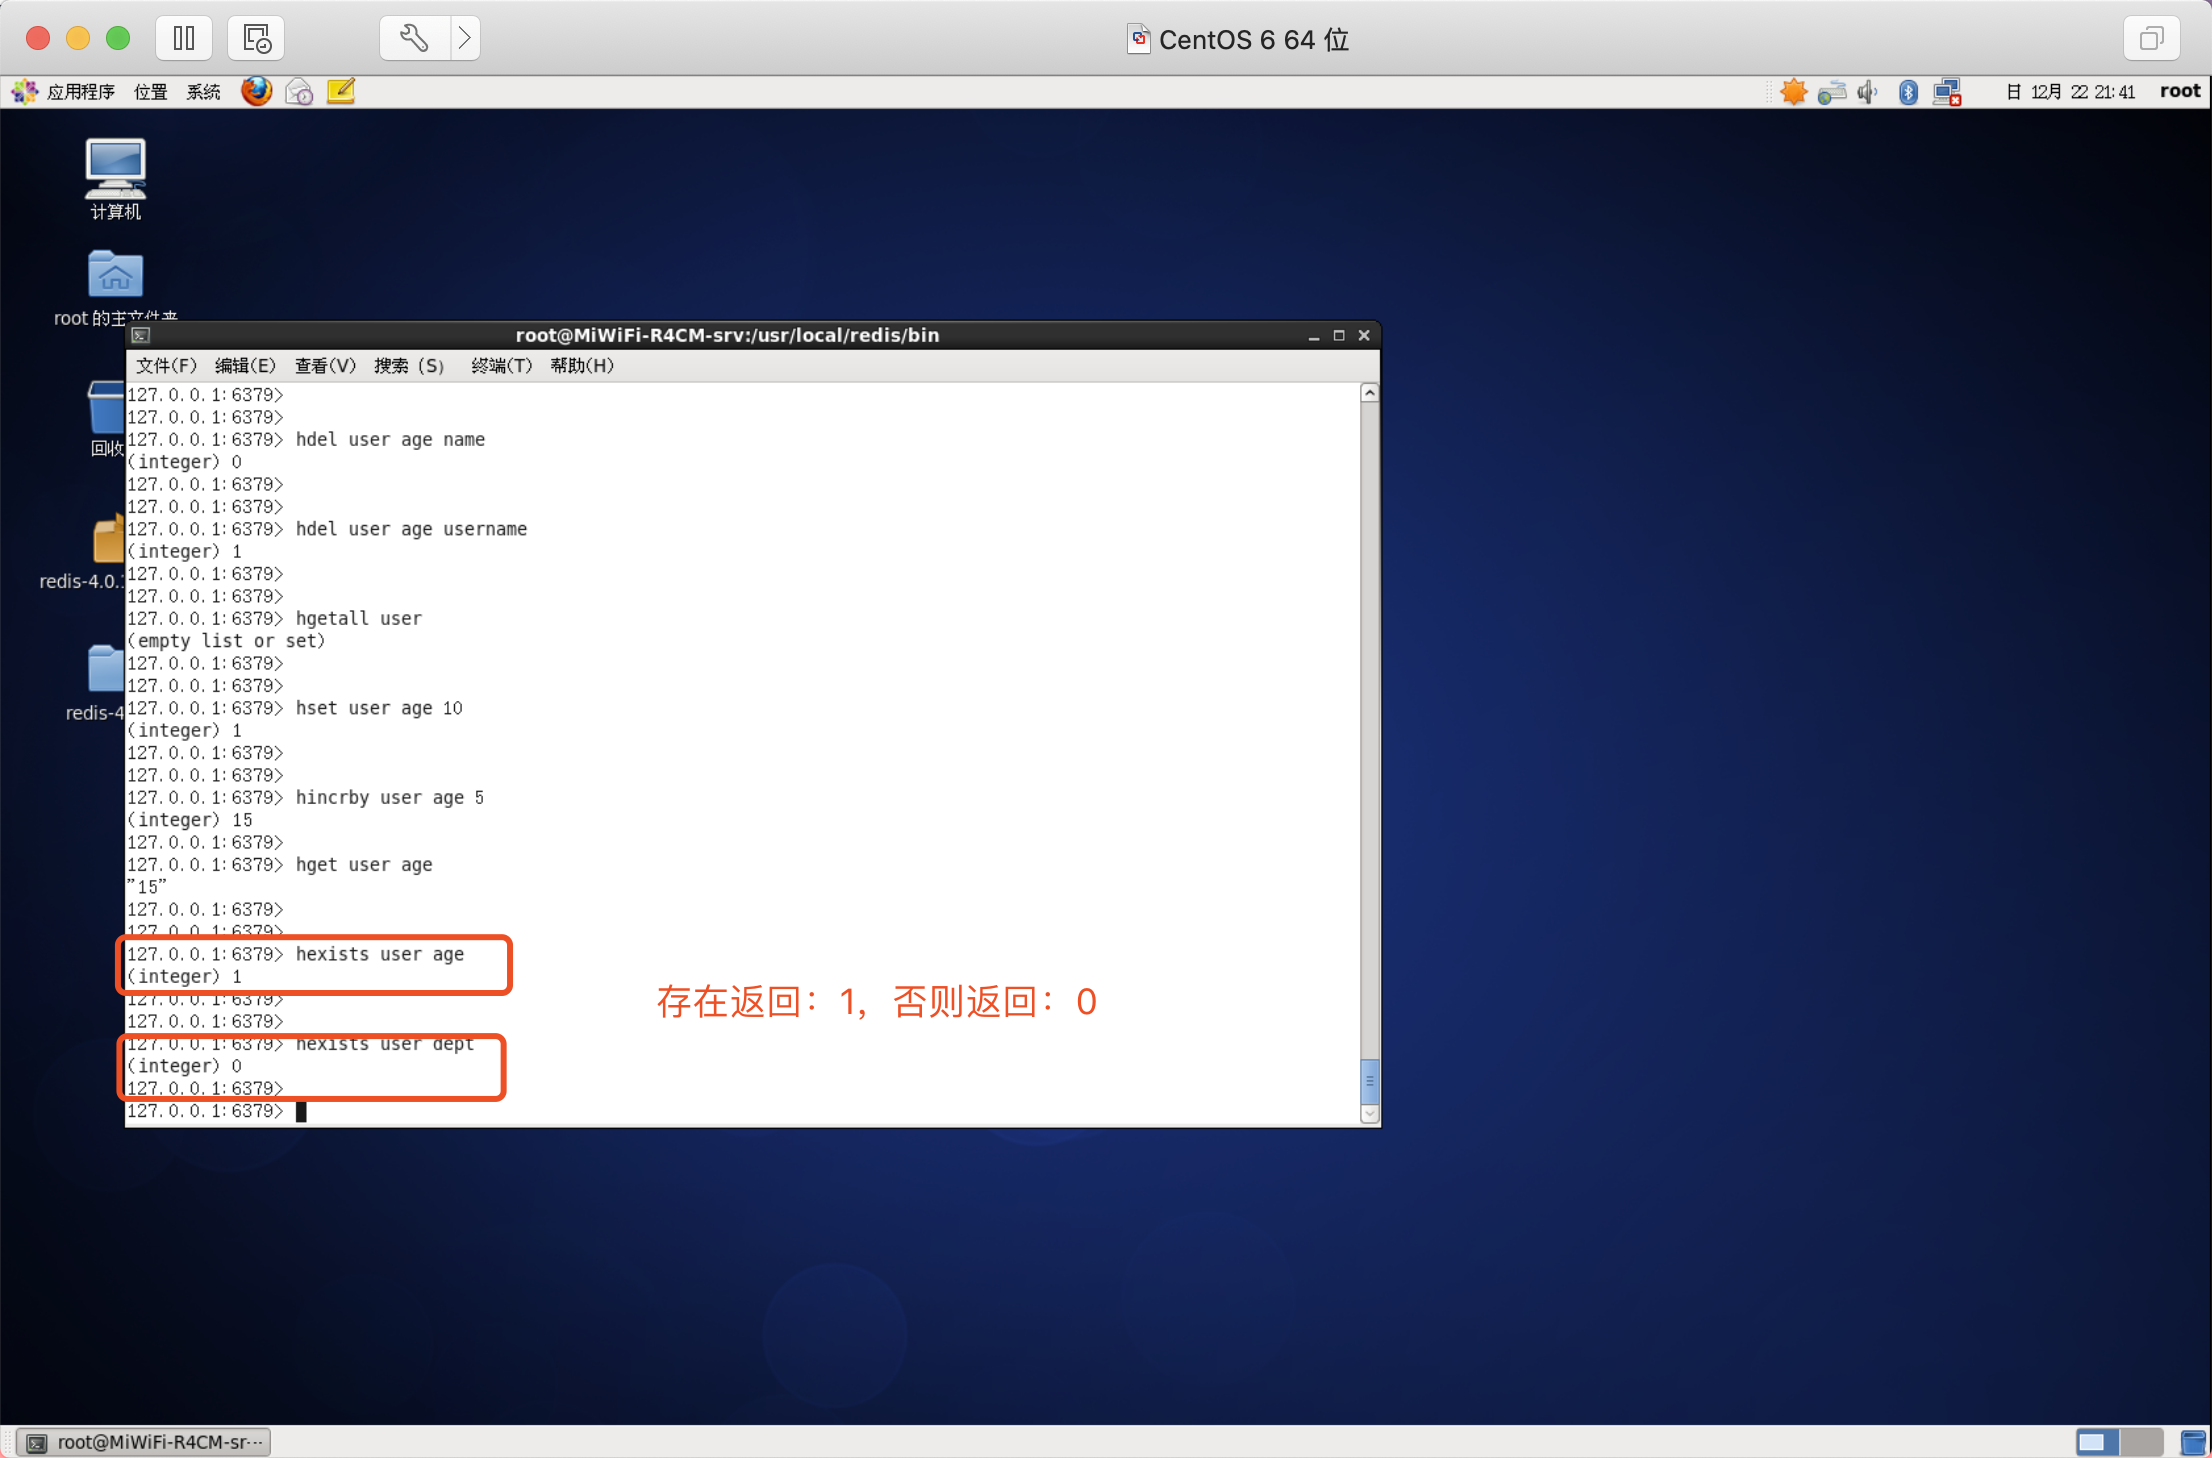 CentOS 6 64 位
应用程序 位置 系统
日 12月 22 21:41 root
计算机
root 的主文件夹
回收
redis-4.0.
redis-4
root@MiWiFi-R4CM-srv:/usr/local/redis/bin
文件(F) 编辑(E) 查看(V) 搜索 (S) 终端(T) 帮助(H)
127.0.0.1:6379>
127.0.0.1:6379>
127.0.0.1:6379> hdel user age name
(integer) 0
127.0.0.1:6379>
127.0.0.1:6379>
127.0.0.1:6379> hdel user age username
(integer) 1
127.0.0.1:6379>
127.0.0.1:6379>
127.0.0.1:6379> hgetall user
(empty list or set)
127.0.0.1:6379>
127.0.0.1:6379>
127.0.0.1:6379> hset user age 10
(integer) 1
127.0.0.1:6379>
127.0.0.1:6379>
127.0.0.1:6379> hincrby user age 5
(integer) 15
127.0.0.1:6379>
127.0.0.1:6379> hget user age
"15"
127.0.0.1:6379>
127.0.0.1:6379>
127.0.0.1:6379> hexists user age
(integer) 1
127.0.0.1:6379>
127.0.0.1:6379>
127.0.0.1:6379> hexists user dept
(integer) 0
127.0.0.1:6379>
127.0.0.1:6379>
存在返回：1，否则返回：0
root@MiWiFi-R4CM-sr…